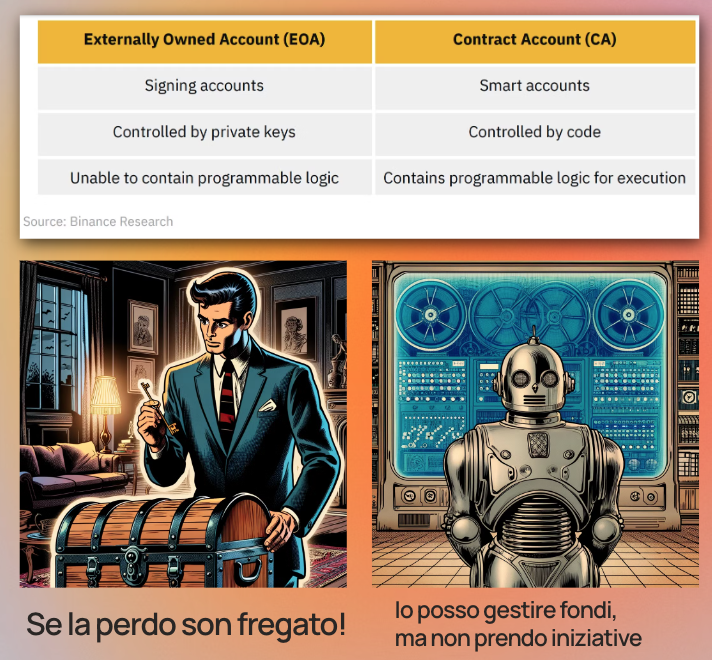 Externally Owned Account (EOA) Contract Account (CA)
Signing accounts Smart accounts
Controlled by private keys Controlled by code
Unable to contain programmable logic Contains programmable logic for execution
Source: Binance Research
Se la perdo son fregato!
Io posso gestire fondi,
ma non prendo iniziative